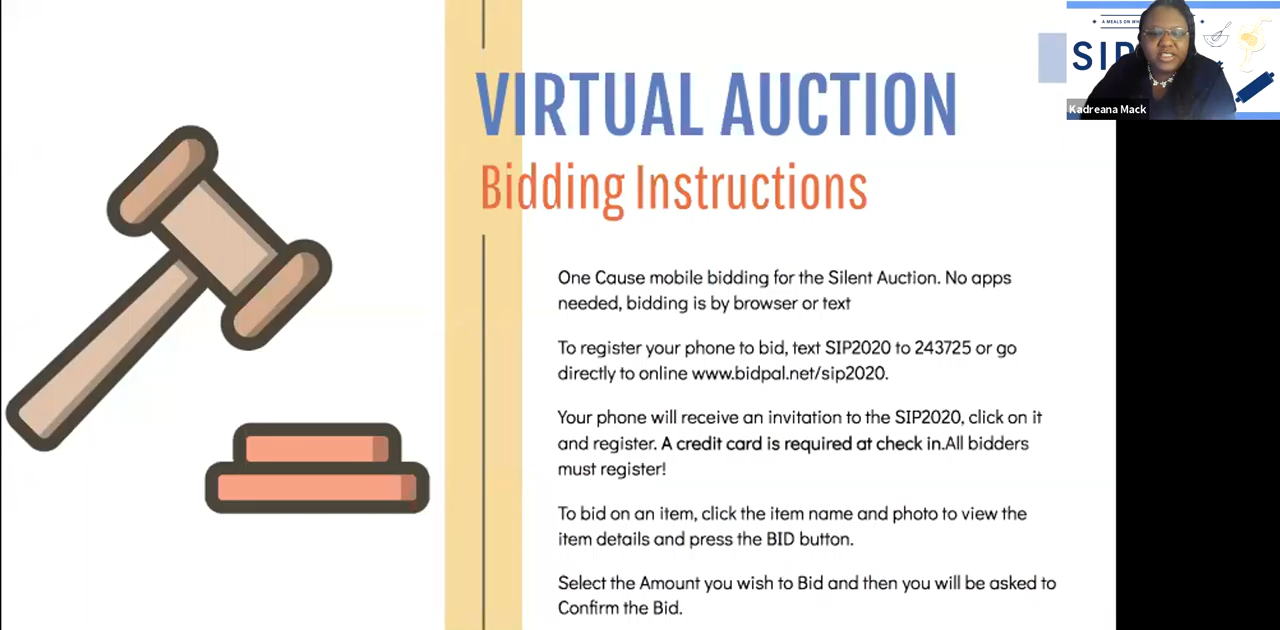 VIRTUAL AUCTION
Bidding Instructions
One Cause mobile bidding for the Silent Auction. No apps
needed, bidding is by browser or text
To register your phone to bid, text SIP2020 to 243725 or go
directly to online www.bidpal.net/sip2020.
Your phone will receive an invitation to the SIP2020, click on it
and register. A credit card is required at check in.All bidders
must register!
To bid on an item, click the item name and photo to view the
item details and press the BID button.
Select the Amount you wish to Bid and then you will be asked to
Confirm the Bid.
A MEALS ON
SIP
Kadreana Mack